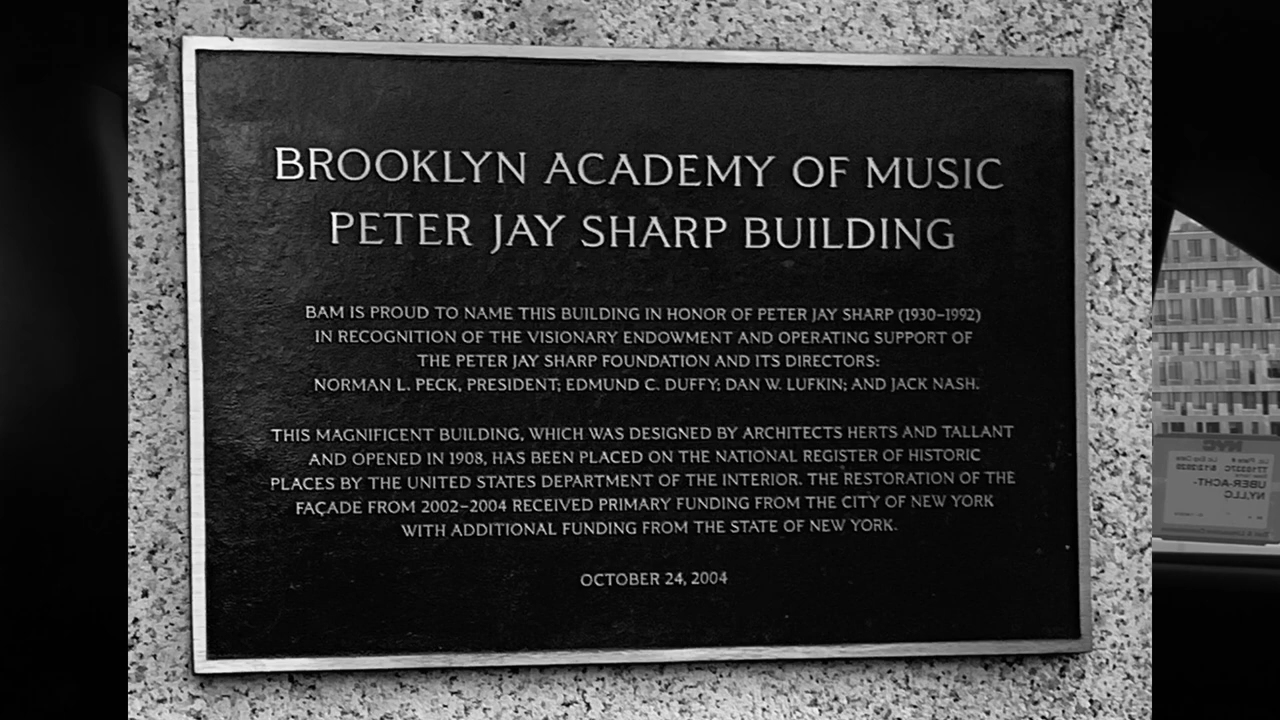 BROOKLYN ACADEMY OF MUSIC
PETER JAY SHARP BUILDING
BAM IS PROUD TO NAME THIS BUILDING IN HONOR OF PETER JAY SHARP (1930–1992)
IN RECOGNITION OF THE VISIONARY ENDOWMENT AND OPERATING SUPPORT OF
THE PETER JAY SHARP FOUNDATION AND ITS DIRECTORS:
NORMAN L. PECK, PRESIDENT; EDMUND C. DUFFY; DAN W. LUFKIN; AND JACK NASH.
THIS MAGNIFICENT BUILDING, WHICH WAS DESIGNED BY ARCHITECTS HERTS AND TALLANT
AND OPENED IN 1908, HAS BEEN PLACED ON THE NATIONAL REGISTER OF HISTORIC
PLACES BY THE UNITED STATES DEPARTMENT OF THE INTERIOR. THE RESTORATION OF THE
FAÇADE FROM 2002–2004 RECEIVED PRIMARY FUNDING FROM THE CITY OF NEW YORK
WITH ADDITIONAL FUNDING FROM THE STATE OF NEW YORK.
OCTOBER 24, 2004
NYC
UBER-ACHT-
NY,LLC